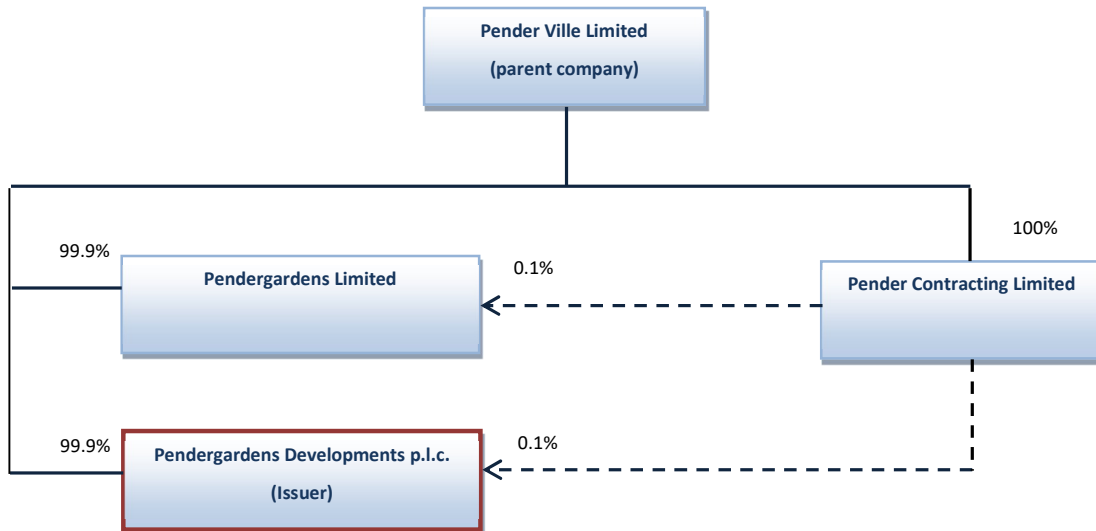 Pender Ville Limited
(parent company)
100%
99.9%
Pendergardens Limited
0.1%
Pender Contracting Limited
99.9%
Pendergardens Developments p.l.c.
(Issuer)
0.1%